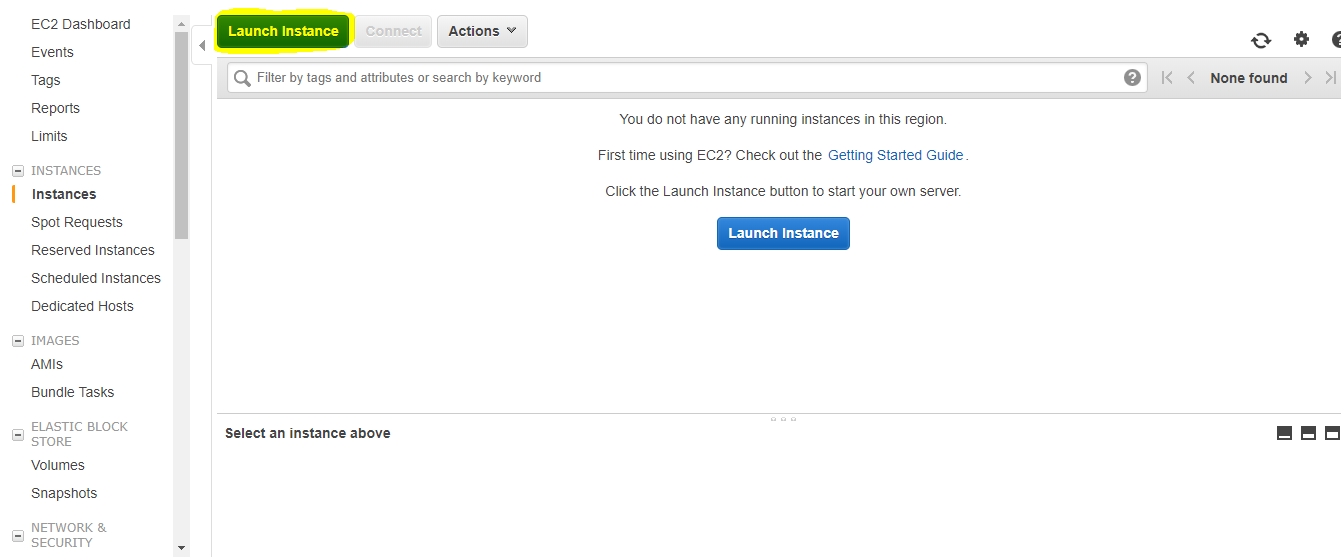 EC2 Dashboard
Events
Tags
Reports
Limits
INSTANCES
Instances
Spot Requests
Reserved Instances
Scheduled Instances
Dedicated Hosts
IMAGES
AMIs
Bundle Tasks
ELASTIC BLOCK
STORE
Volumes
Snapshots
NETWORK &
SECURITY
Launch Instance Connect Actions
Filter by tags and attributes or search by keyword None found
You do not have any running instances in this region.
First time using EC2? Check out the Getting Started Guide.
Click the Launch Instance button to start your own server.
Launch Instance
Select an instance above